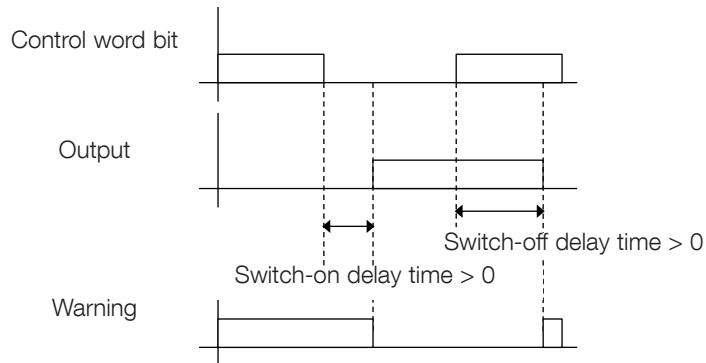 Control word bit
Output
Switch-off delay time > 0
Switch-on delay time > 0
Warning